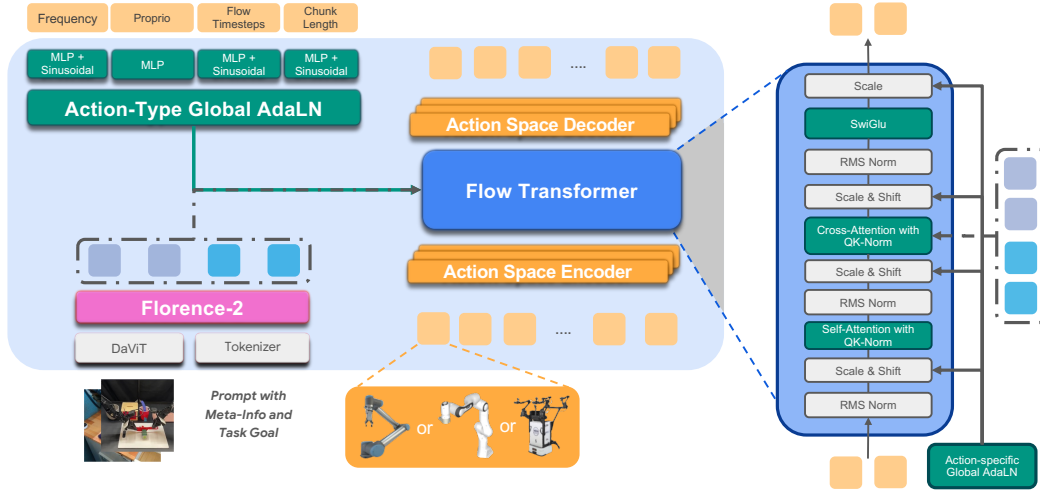 Frequency
Proprio
Flow
Timesteps
Chunk
Length
MLP +
Sinusoidal
MLP
MLP +
Sinusoidal
MLP +
Sinusoidal
Action-Type Global AdaLN
....
Action Space Decoder
Flow Transformer
Action Space Encoder
....
Florence-2
DaViT
Tokenizer
Prompt with
Meta-Info and
Task Goal
or
or
Scale
SwiGlu
RMS Norm
Scale & Shift
Cross-Attention with
QK-Norm
Scale & Shift
RMS Norm
Self-Attention with
QK-Norm
Scale & Shift
RMS Norm
Action-specific
Global AdaLN